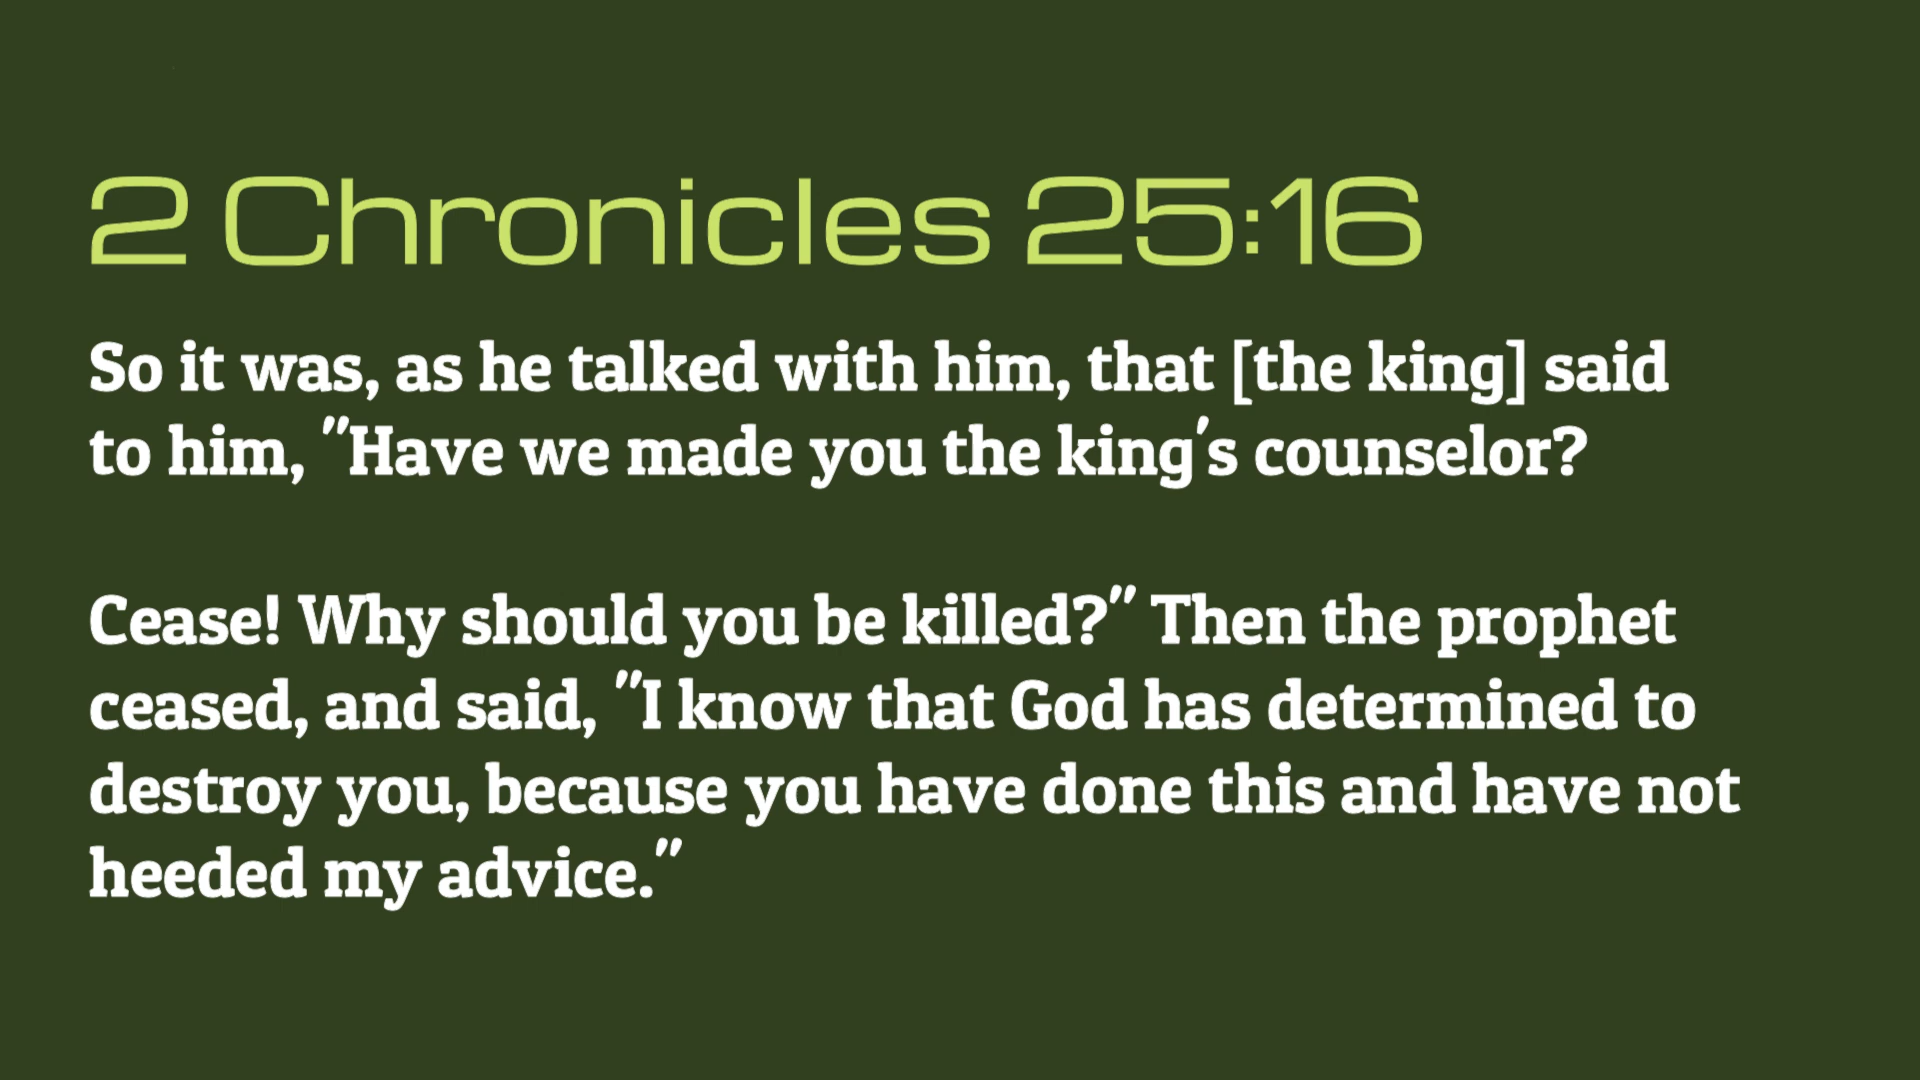 2 Chronicles 25:16
So it was, as he talked with him, that [the king] said
to him, "Have we made you the king's counselor?
Cease! Why should you be killed?" Then the prophet
ceased, and said, "I know that God has determined to
destroy you, because you have done this and have not
heeded my advice."